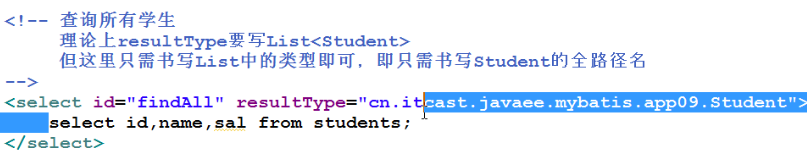 <!-- 查询所有学生
理论上resultType要写List<Student>
但这里只需书写List中的类型即可，即只需书写Student的全路径名
-->
<select id="findAll" resultType="cn.itcast.javaee.mybatis.app09.Student">
select id,name,sal from students;
</select>